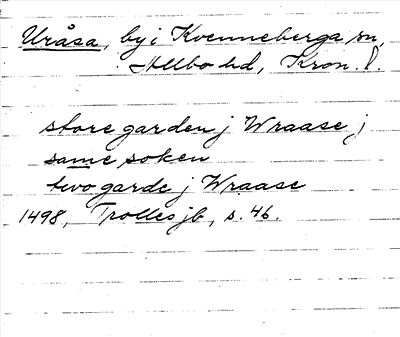 Uråsa, by i Kvenneberga sn,
Allbo hd, Kron. l.
store garden j Wraase j
same soken
two garde j Wraase
1498, Trolles jb, s. 46.